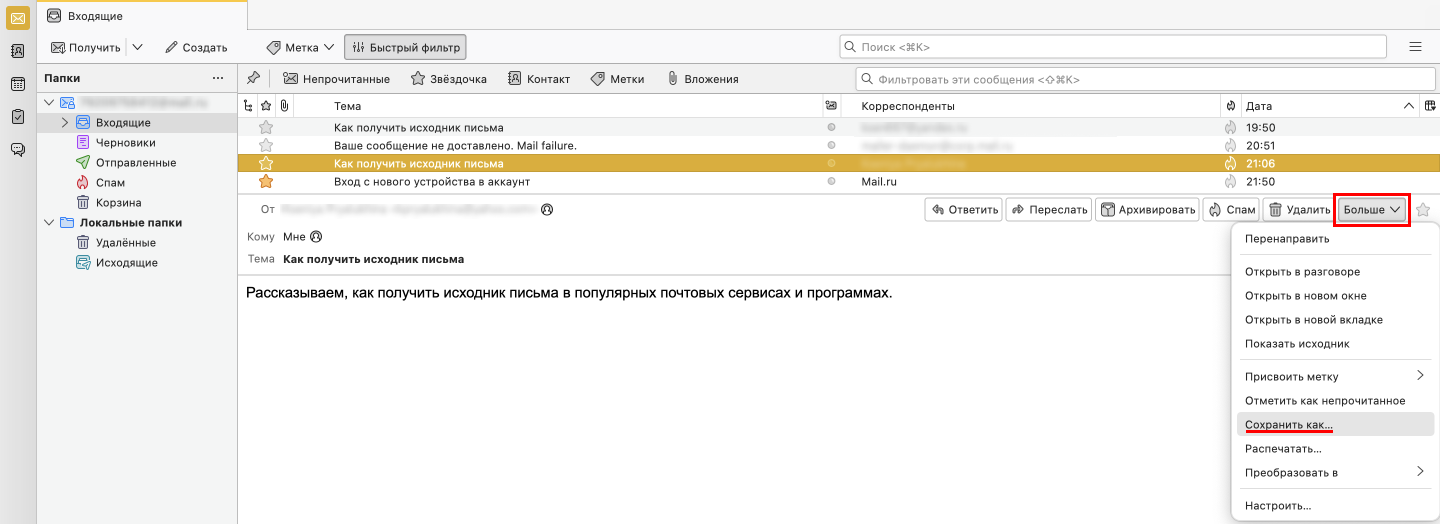 Входящие
Получить Создать Метка Быстрый фильтр Поиск <⌘K>
Папки ... Непрочитанные Звёздочка Контакт Метки Вложения Фильтровать эти сообщения <⇧⌘K>
Тема Корреспонденты Дата
Входящие
Черновики
Отправленные
Спам
Корзина
Локальные папки
Удалённые
Исходящие
Как получить исходник письма 19:50
Ваше сообщение не доставлено. Mail failure. 20:51
Как получить исходник письма 21:06
Вход с нового устройства в аккаунт Mail.ru 21:50
От Ответить Переслать Архивировать Спам Удалить Больше
Кому Мне
Тема Как получить исходник письма
Рассказываем, как получить исходник письма в популярных почтовых сервисах и программах.
Перенаправить
Открыть в разговоре
Открыть в новом окне
Открыть в новой вкладке
Показать исходник
Присвоить метку
Отметить как непрочитанное
Сохранить как...
Распечатать...
Преобразовать в
Настроить...